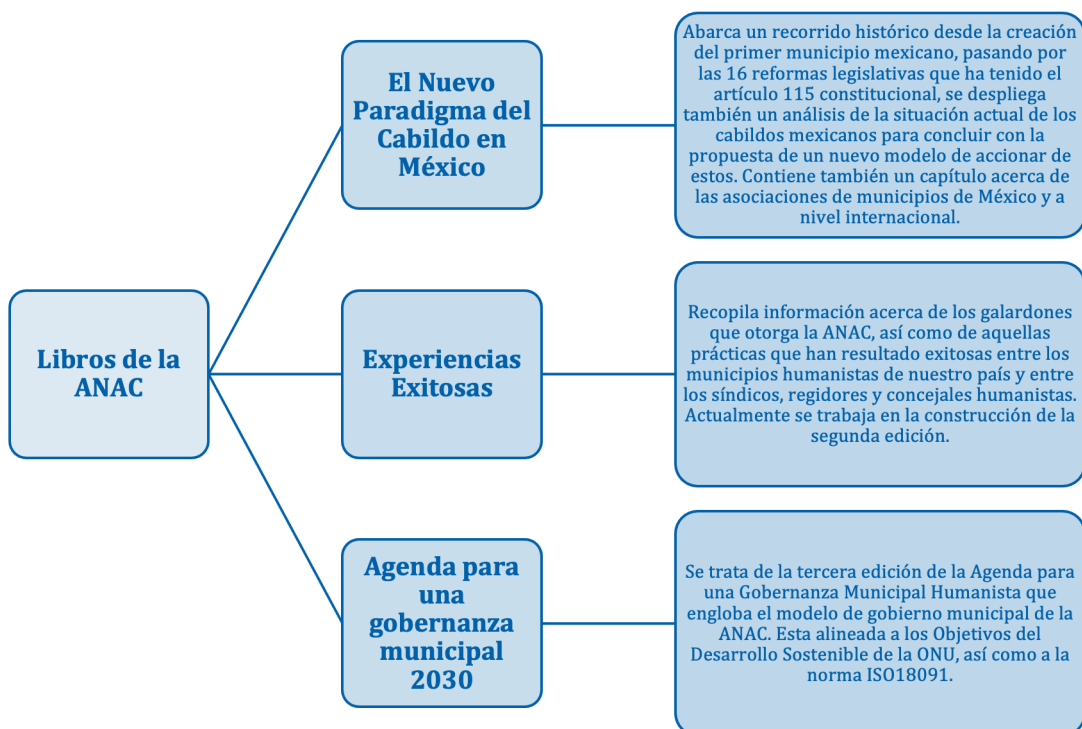 Libros de la
ANAC
El Nuevo
Paradigma del
Cabildo en
México
Abarca un recorrido histórico desde la creación
del primer municipio mexicano, pasando por
las 16 reformas legislativas que ha tenido el
artículo 115 constitucional, se despliega
también un análisis de la situación actual de los
cabildos mexicanos para concluir con la
propuesta de un nuevo modelo de accionar de
estos. Contiene también un capítulo acerca de
las asociaciones de municipios de México y a
nivel internacional.
Experiencias
Exitosas
Recopila información acerca de los galardones
que otorga la ANAC, así como de aquellas
prácticas que han resultado exitosas entre los
municipios humanistas de nuestro país y entre
los síndicos, regidores y concejales humanistas.
Actualmente se trabaja en la construcción de la
segunda edición.
Agenda para
una
gobernanza
municipal
2030
Se trata de la tercera edición de la Agenda para
una Gobernanza Municipal Humanista que
engloba el modelo de gobierno municipal de la
ANAC. Esta alineada a los Objetivos del
Desarrollo Sostenible de la ONU, así como a la
norma ISO18091.